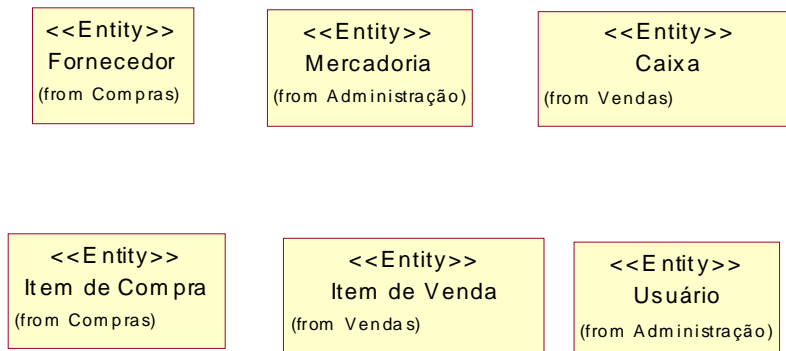 <<Entity>>
Fornecedor
(from Compras)
<<Entity>>
Mercadoria
(from Administração)
<<Entity>>
Caixa
(from Vendas)
<<Entity>>
Item de Compra
(from Compras)
<<Entity>>
Item de Venda
(from Vendas)
<<Entity>>
Usuário
(from Administração)